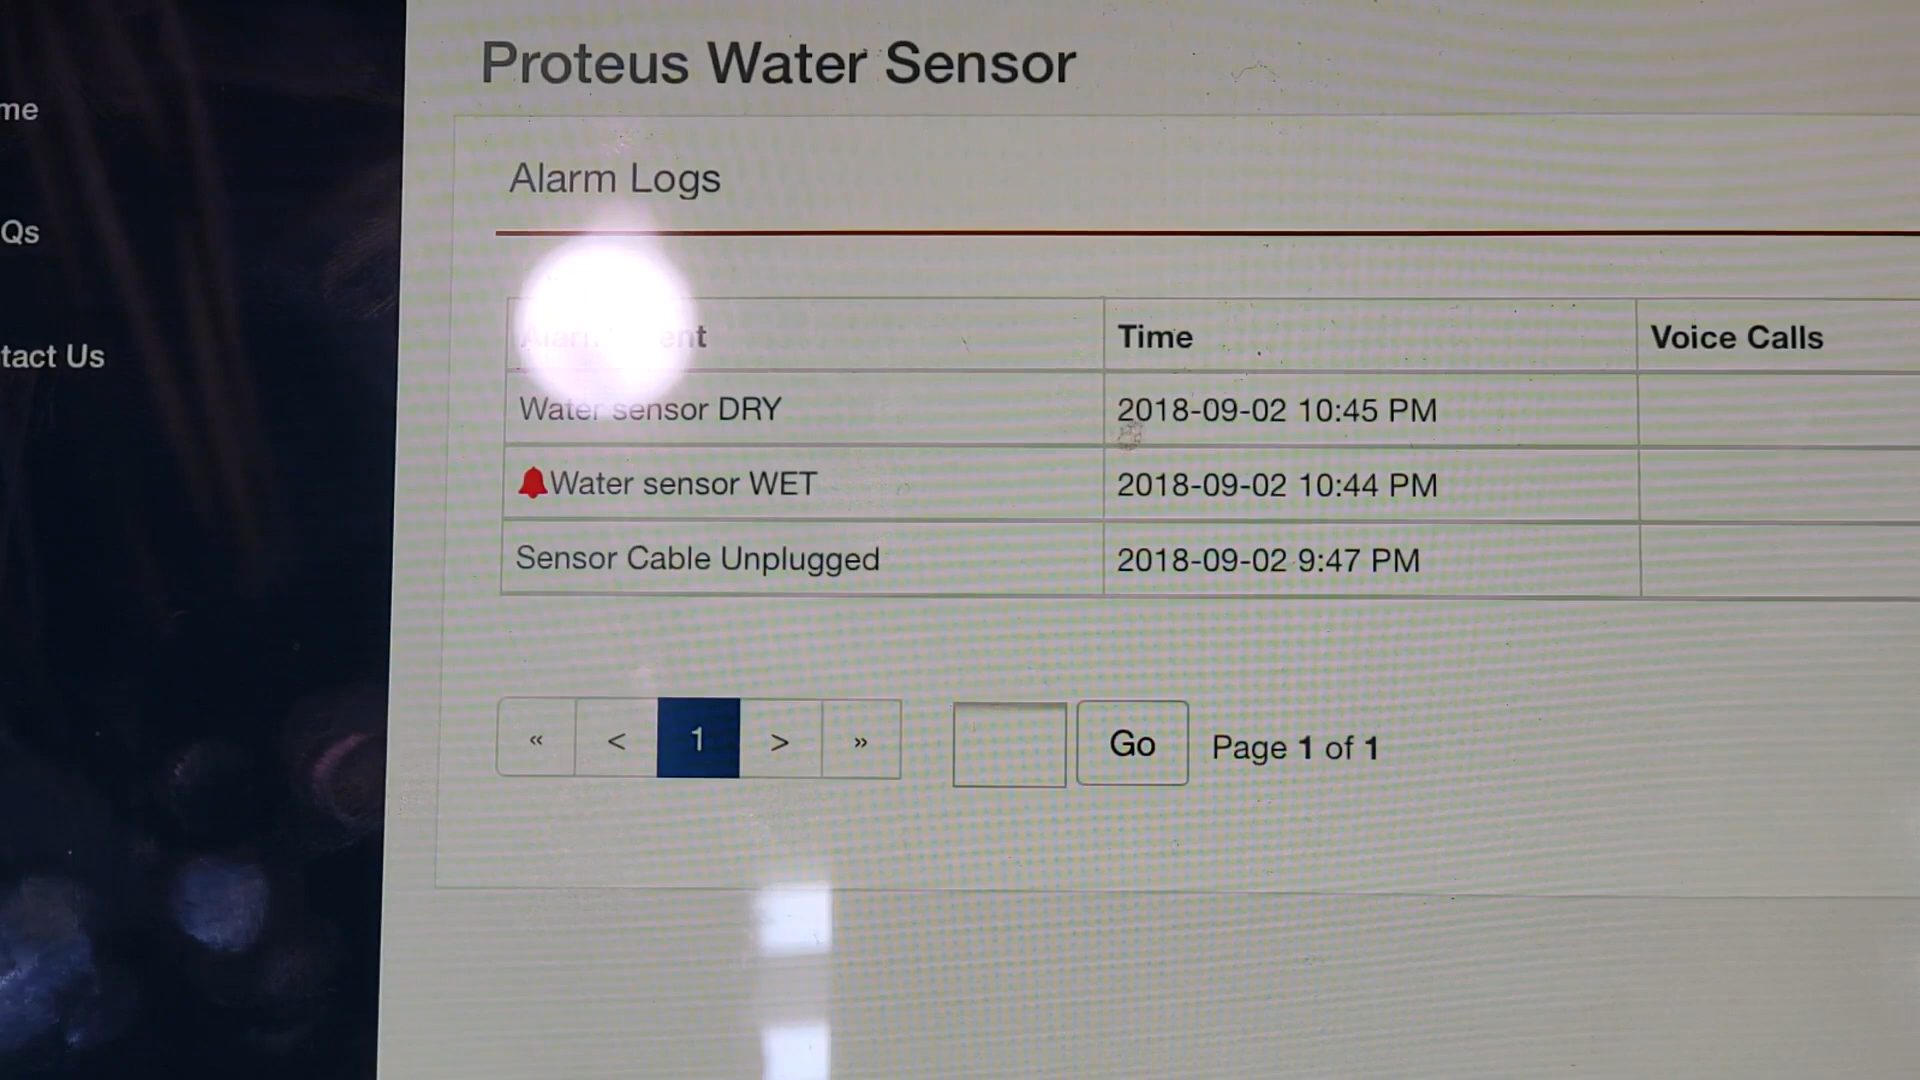 Proteus Water Sensor
me
Qs
tact Us
Alarm Logs
Time Voice Calls
Water sensor DRY 2018-09-02 10:45 PM
Water sensor WET 2018-09-02 10:44 PM
Sensor Cable Unplugged 2018-09-02 9:47 PM
« < 1 > » Go Page 1 of 1